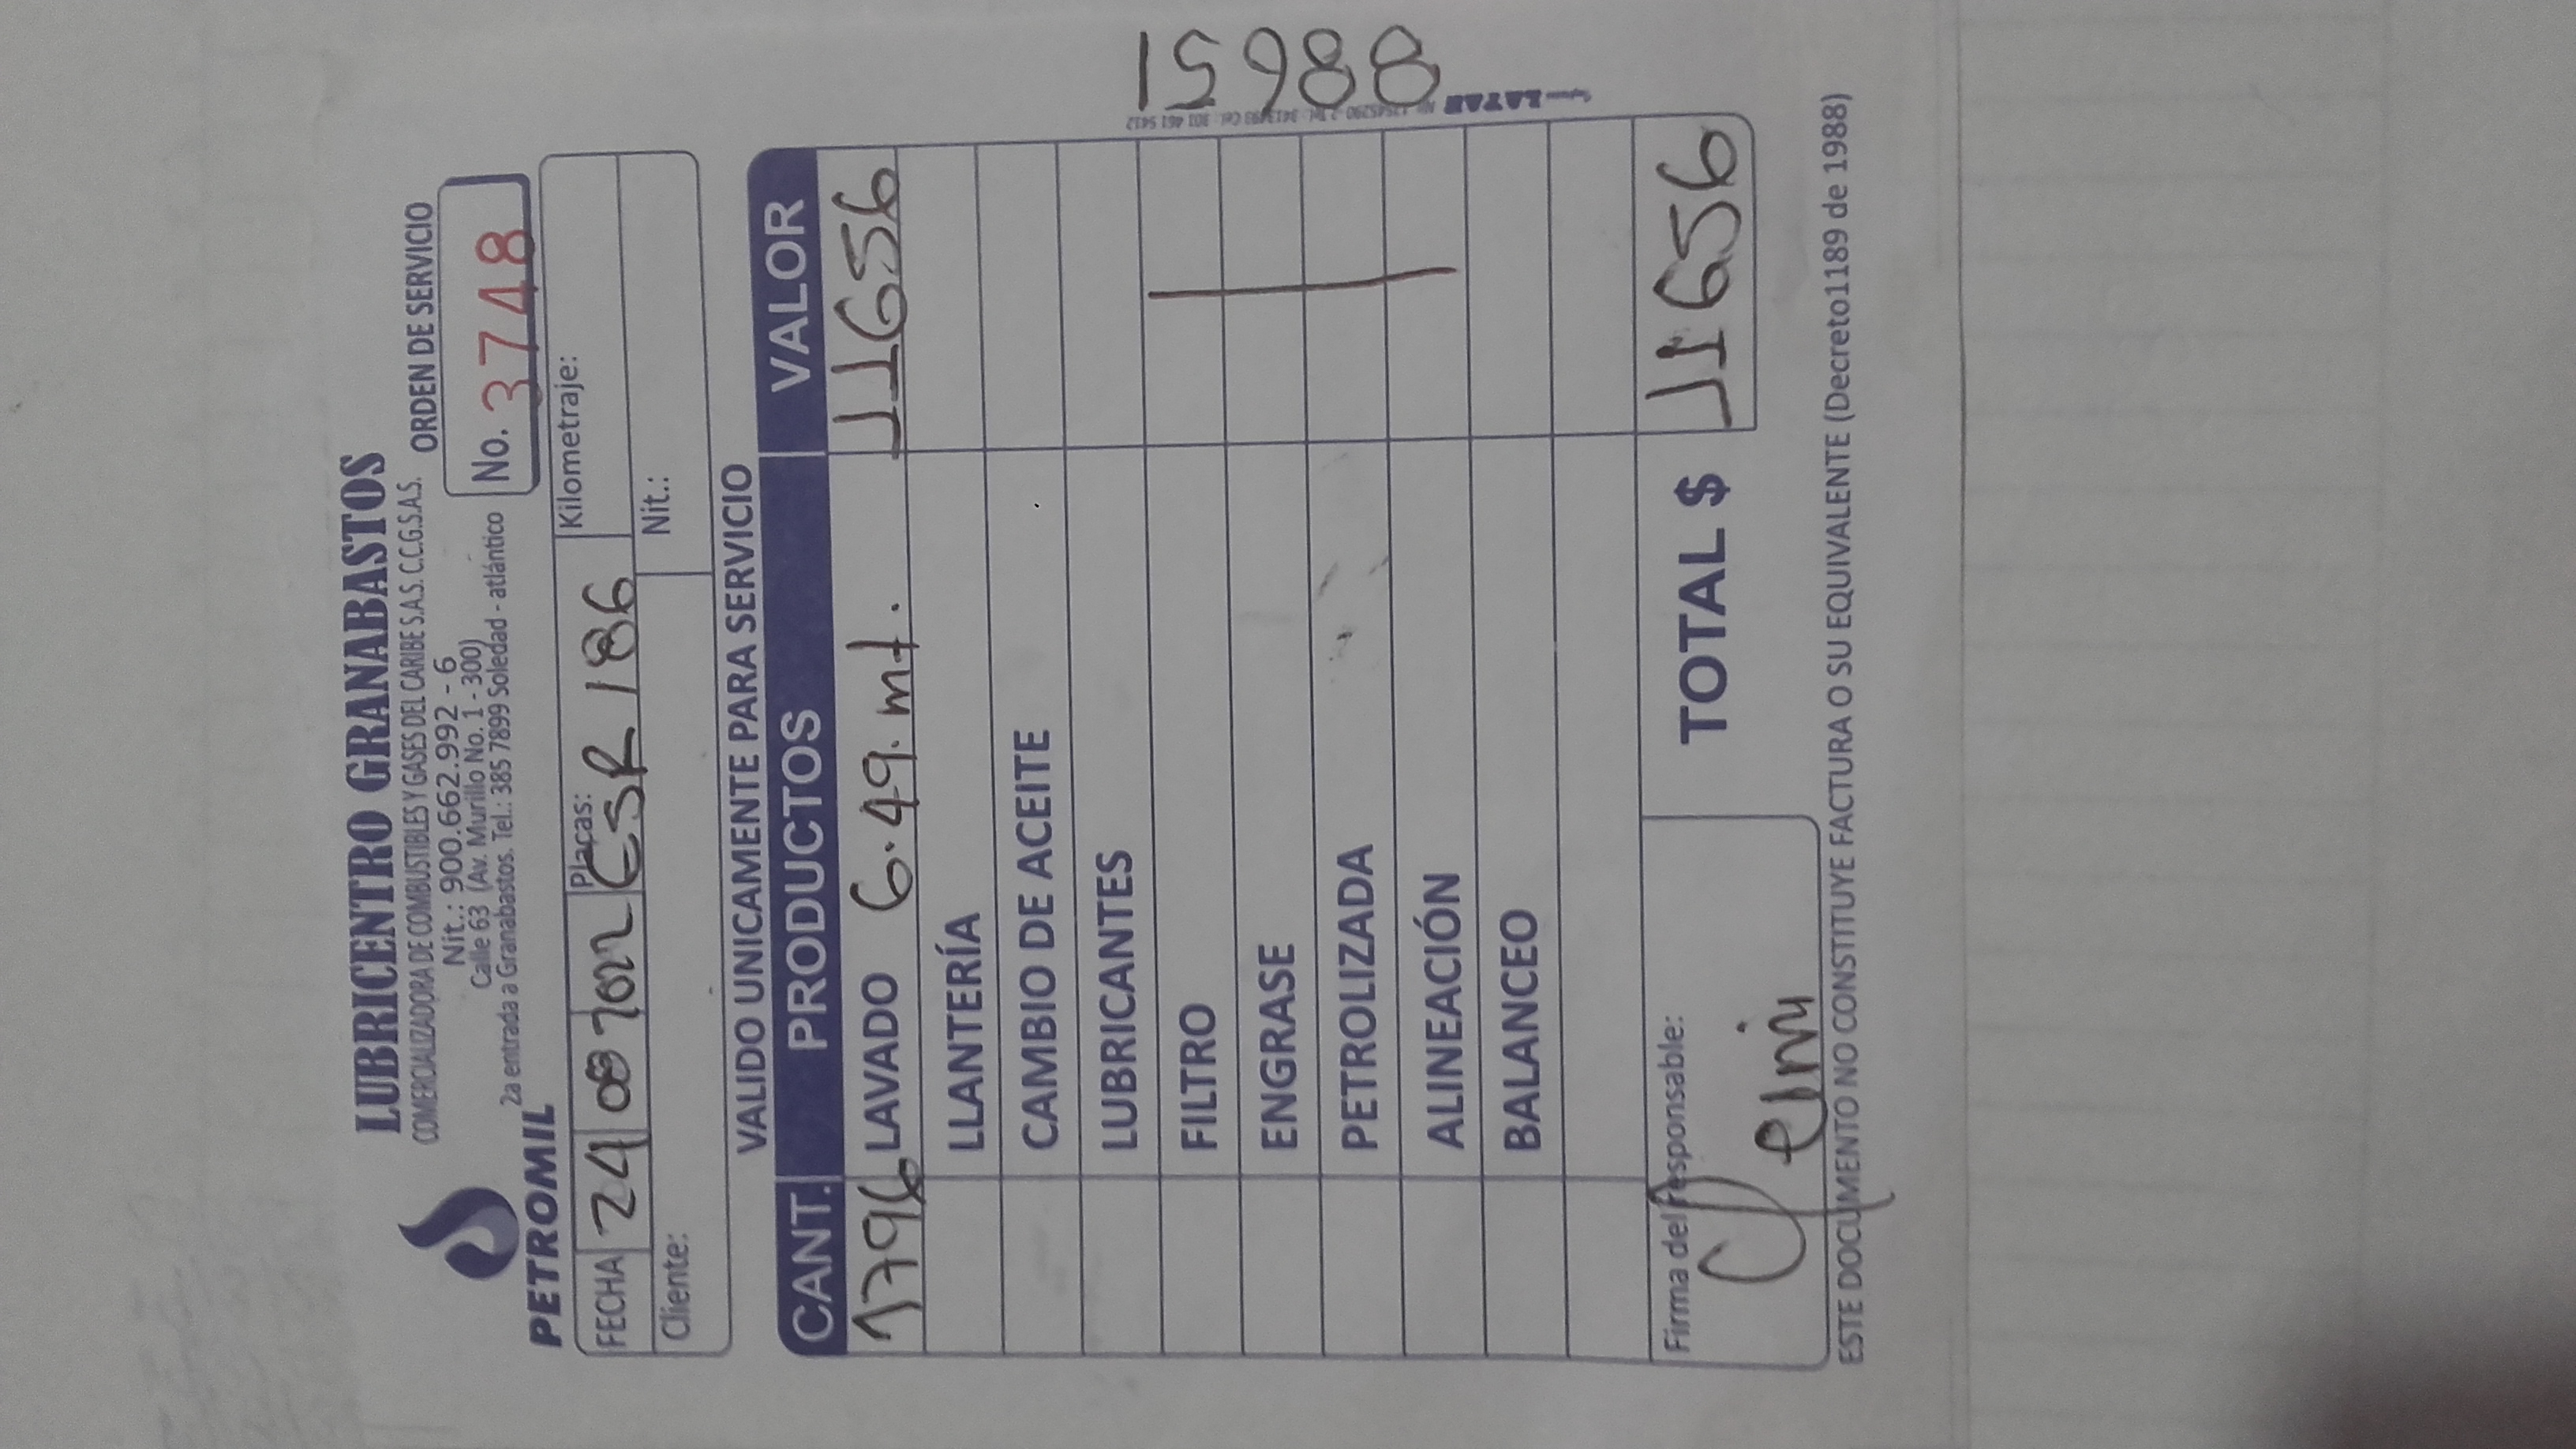 LUBRICENTRO GRANABASTOS
COMERCIALIZADORA DE COMBUSTIBLES Y GASES DEL CARIBE S.A.S. C.C.G.S.A.S.
Nit.: 900.662.992 - 6
Calle 63 (Av. Murillo No. 1 - 300)
2a entrada a Granabastos. Tel.: 385 7899 Soledad - atlántico
PETROMIL
ORDEN DE SERVICIO
No. 3748
FECHA 24 08 2022 Placas: ESR 186 Kilometraje:
Cliente: Nit.:
VALIDO UNICAMENTE PARA SERVICIO
CANT. PRODUCTOS VALOR
1796 LAVADO 6.49. mt. 11656
LLANTERÍA
CAMBIO DE ACEITE
LUBRICANTES
FILTRO
ENGRASE
PETROLIZADA
ALINEACIÓN
BALANCEO
Firma del responsable: TOTAL $ 11656
ESTE DOCUMENTO NO CONSTITUYE FACTURA O SU EQUIVALENTE (Decreto1189 de 1988)
15988